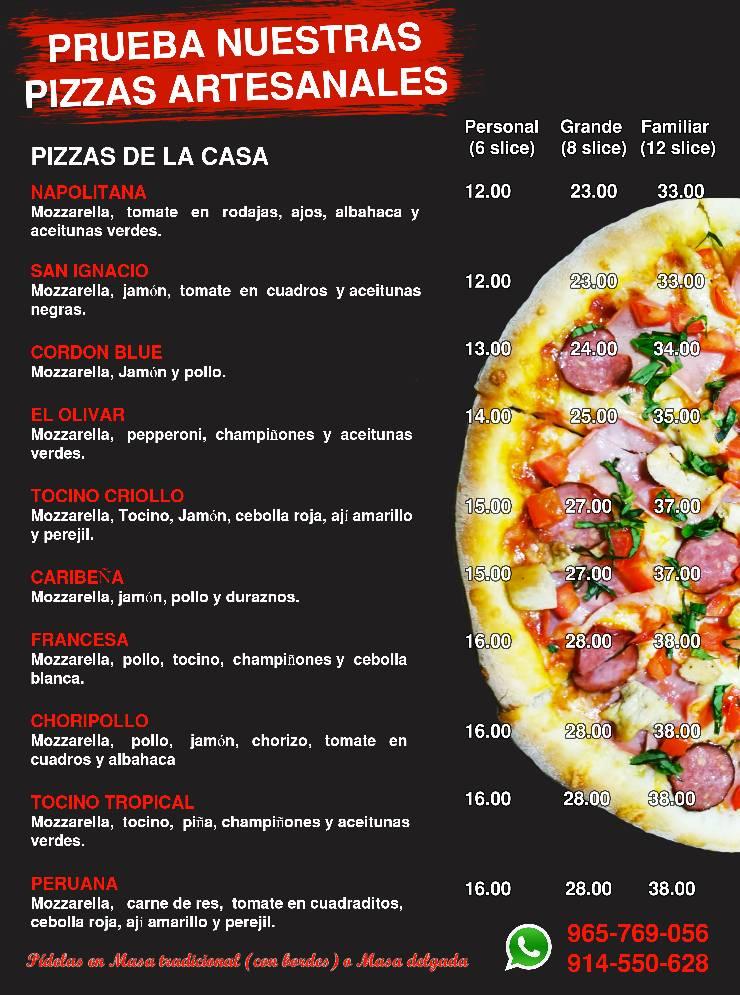 PRUEBA NUESTRAS
PIZZAS ARTESANALES
Personal Grande Familiar
(6 slice) (8 slice) (12 slice)
PIZZAS DE LA CASA
NAPOLITANA 12.00 23.00 33.00
Mozzarella, tomate en rodajas, ajos, albahaca y
aceitunas verdes.
SAN IGNACIO 12.00 23.00 33.00
Mozzarella, jamón, tomate en cuadros y aceitunas
negras.
CORDON BLUE 13.00 24.00 34.00
Mozzarella, Jamón y pollo.
EL OLIVAR 14.00 25.00 35.00
Mozzarella, pepperoni, champiñones y aceitunas
verdes.
TOCINO CRIOLLO 15.00 27.00 37.00
Mozzarella, Tocino, Jamón, cebolla roja, ají amarillo
y perejil.
CARIBEÑA 15.00 27.00 37.00
Mozzarella, jamón, pollo y duraznos.
FRANCESA 16.00 28.00 38.00
Mozzarella, pollo, tocino, champiñones y cebolla
blanca.
CHORIPOLLO 16.00 28.00 38.00
Mozzarella, pollo, jamón, chorizo, tomate en
cuadros y albahaca
TOCINO TROPICAL 16.00 28.00 38.00
Mozzarella, tocino, piña, champiñones y aceitunas
verdes.
PERUANA 16.00 28.00 38.00
Mozzarella, carne de res, tomate en cuadraditos,
cebolla roja, ají amarillo y perejil.
Pídelas en Masa tradicional (con bordes) o Masa delgada
965-769-056
914-550-628